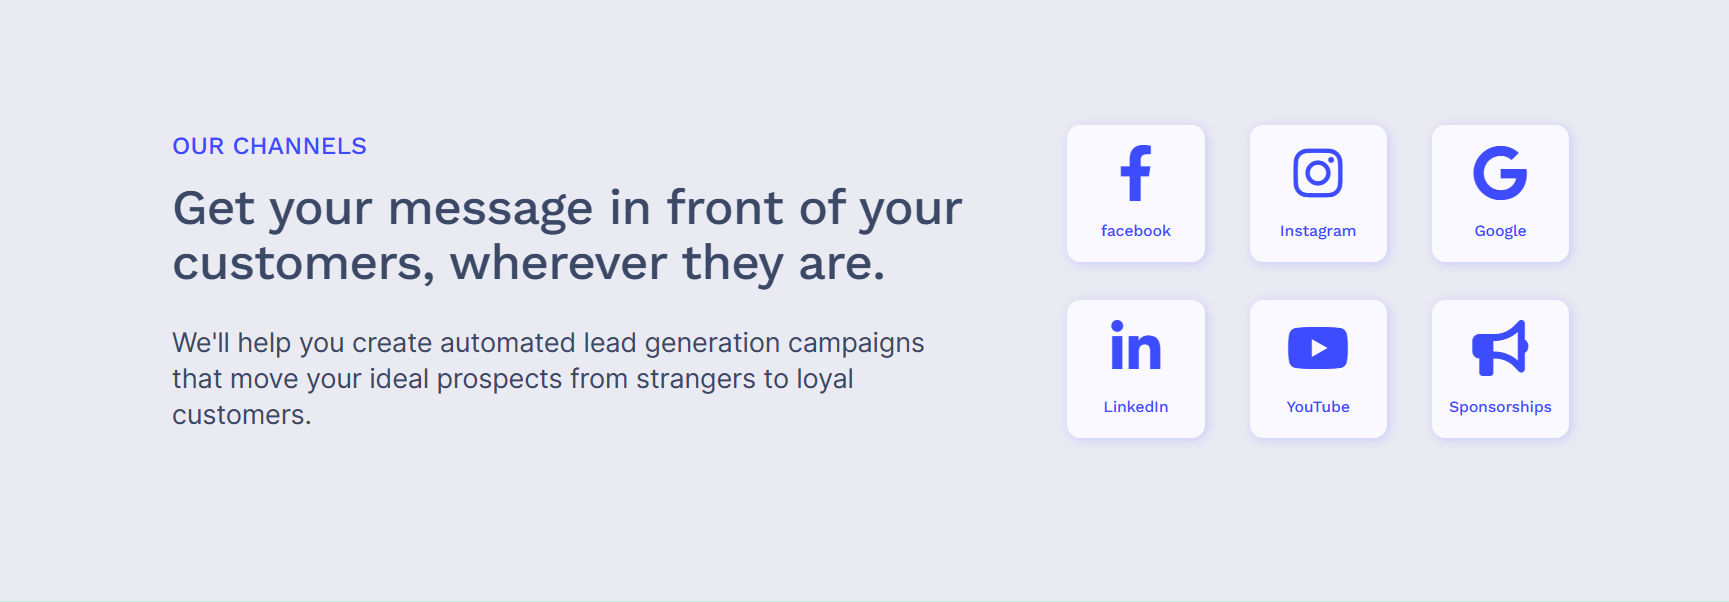 OUR CHANNELS
Get your message in front of your
customers, wherever they are.
We'll help you create automated lead generation campaigns
that move your ideal prospects from strangers to loyal
customers.
facebook
Instagram
Google
LinkedIn
YouTube
Sponsorships